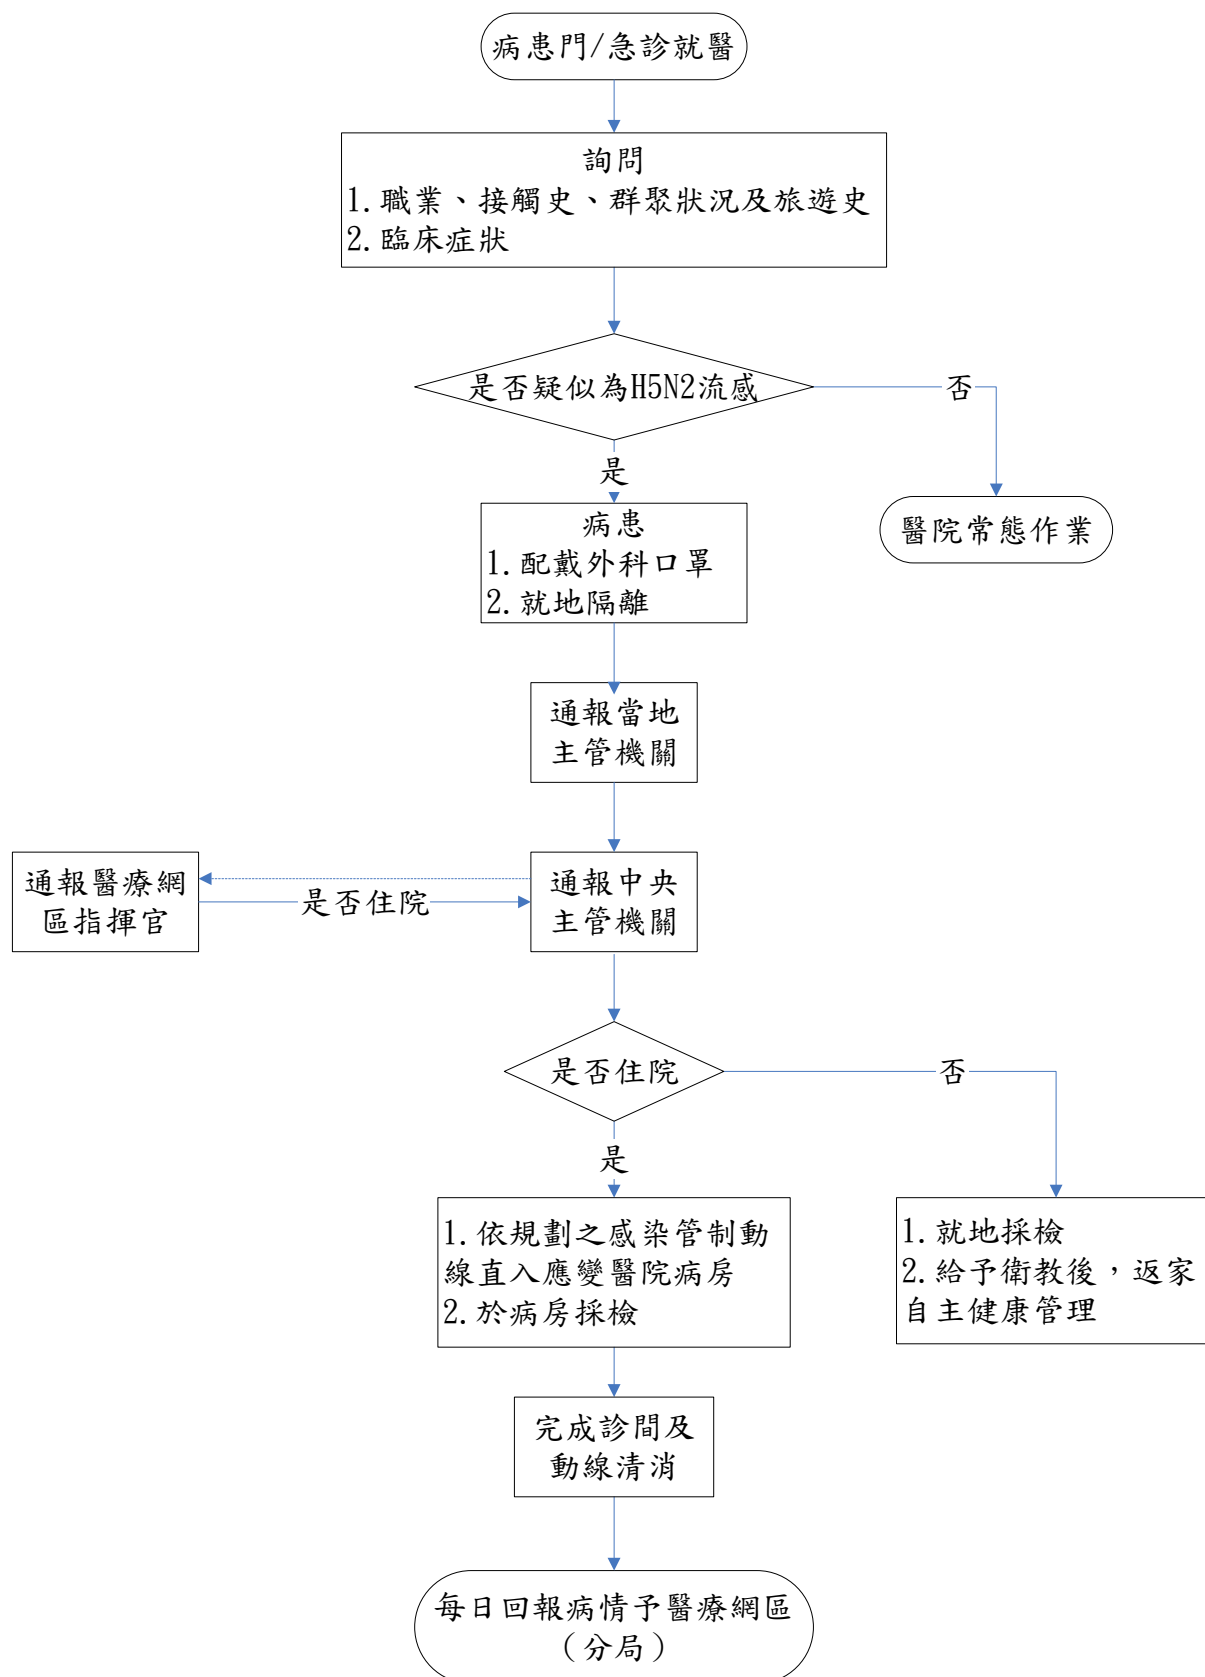 病患門/急診就醫
詢問
1.職業、接觸史、群聚狀況及旅遊史
2.臨床症狀
是否疑似為H5N2流感
否
是
病患
1.配戴外科口罩
2.就地隔離
醫院常態作業
通報當地
主管機關
通報醫療網
區指揮官
是否住院
通報中央
主管機關
是否住院
否
是
1.依規劃之感染管制動
線直入應變醫院病房
2.於病房採檢
1.就地採檢
2.給予衛教後，返家
自主健康管理
完成診間及
動線清消
每日回報病情予醫療網區
（分局）